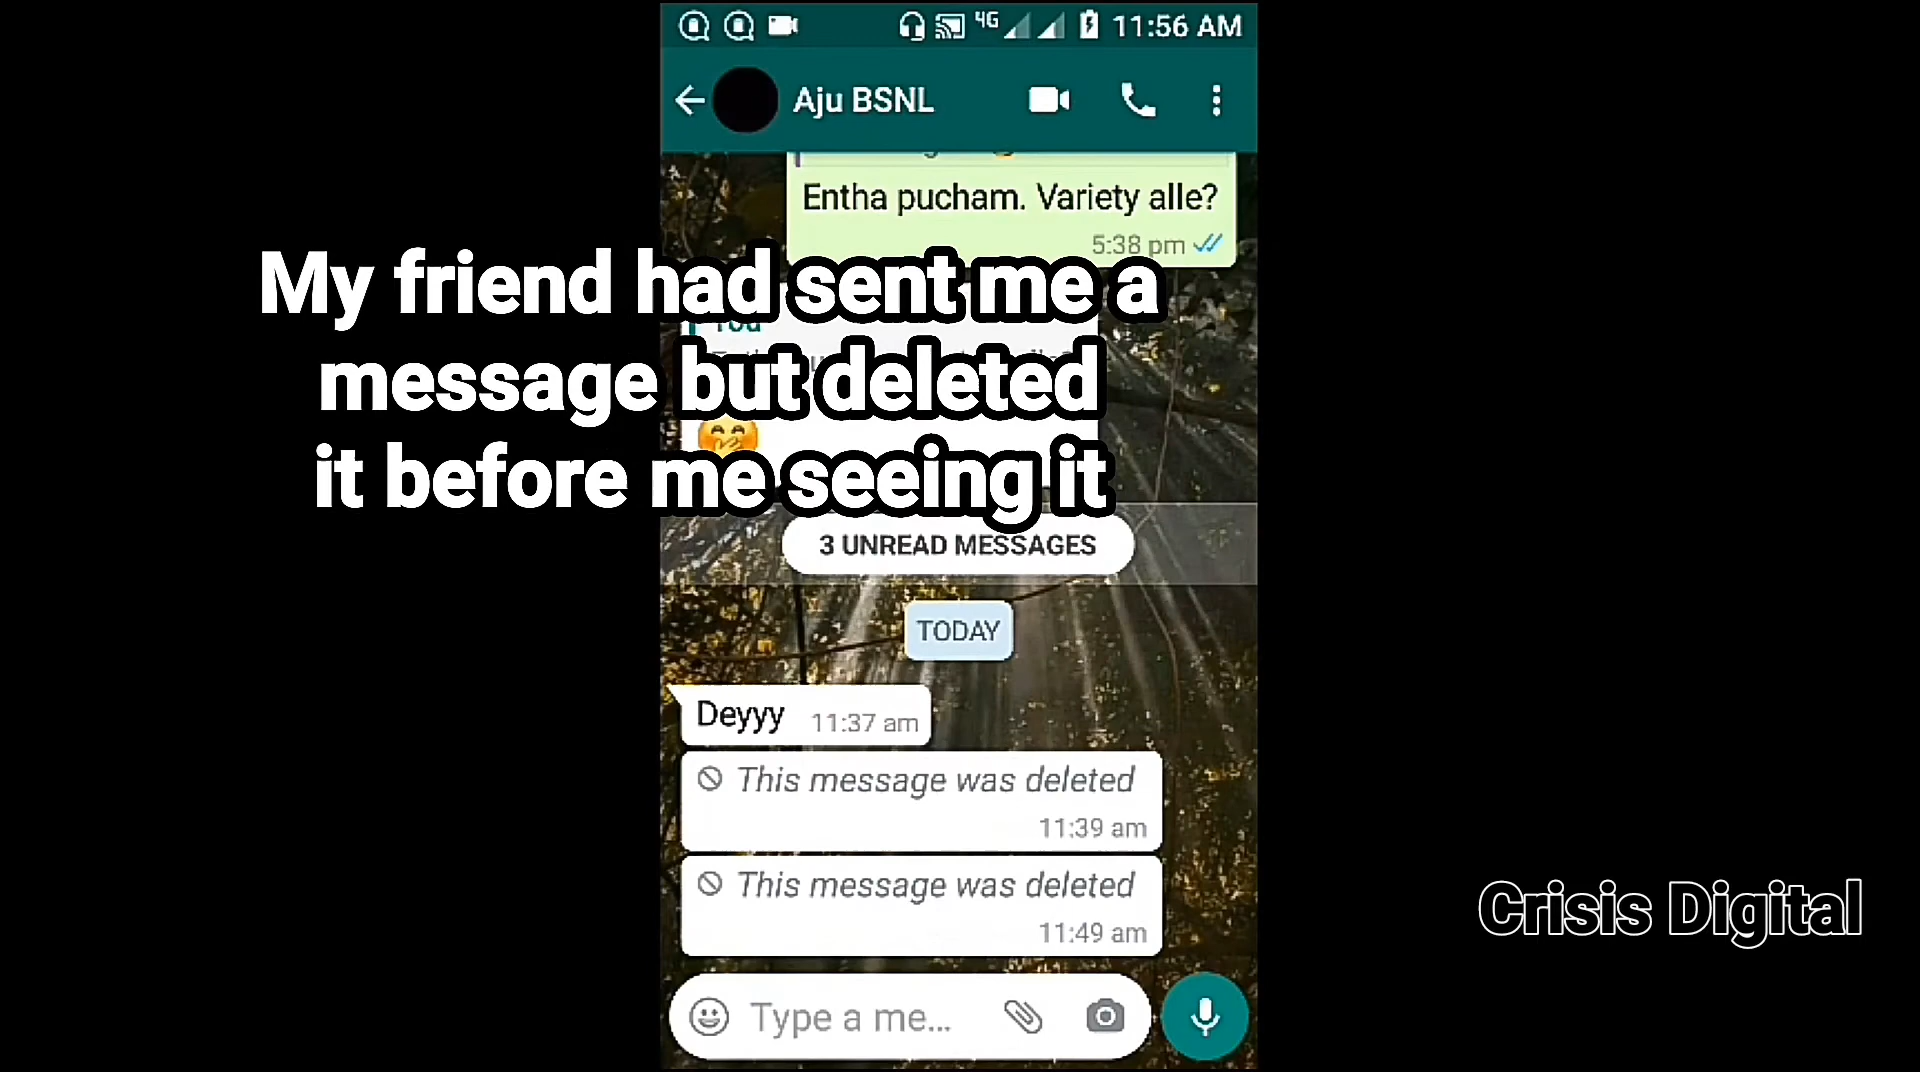 4G 11:56 AM
Aju BSNL
Entha pucham. Variety alle?
5:38 pm
My friend had sent me a
message but deleted
it before me seeing it
You
3 UNREAD MESSAGES
TODAY
Deyyy 11:37 am
This message was deleted
11:39 am
This message was deleted
11:49 am
Type a me...
Crisis Digital